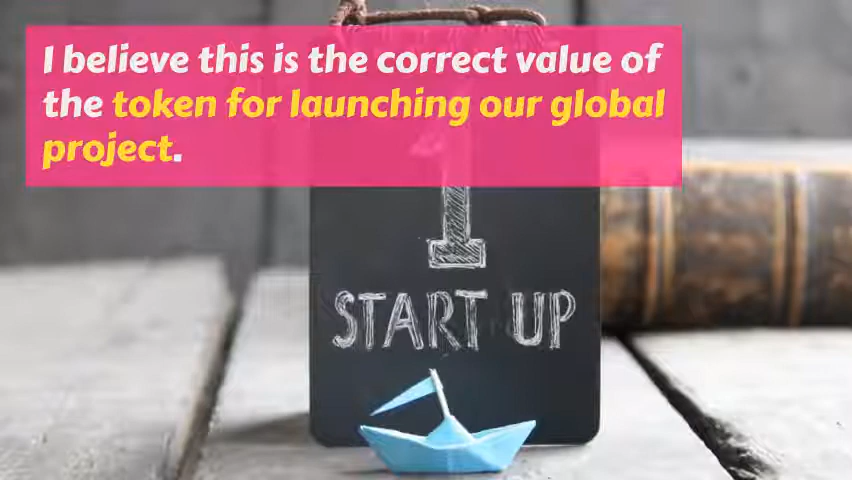 I believe this is the correct value of
the token for launching our global
project.
1
START UP